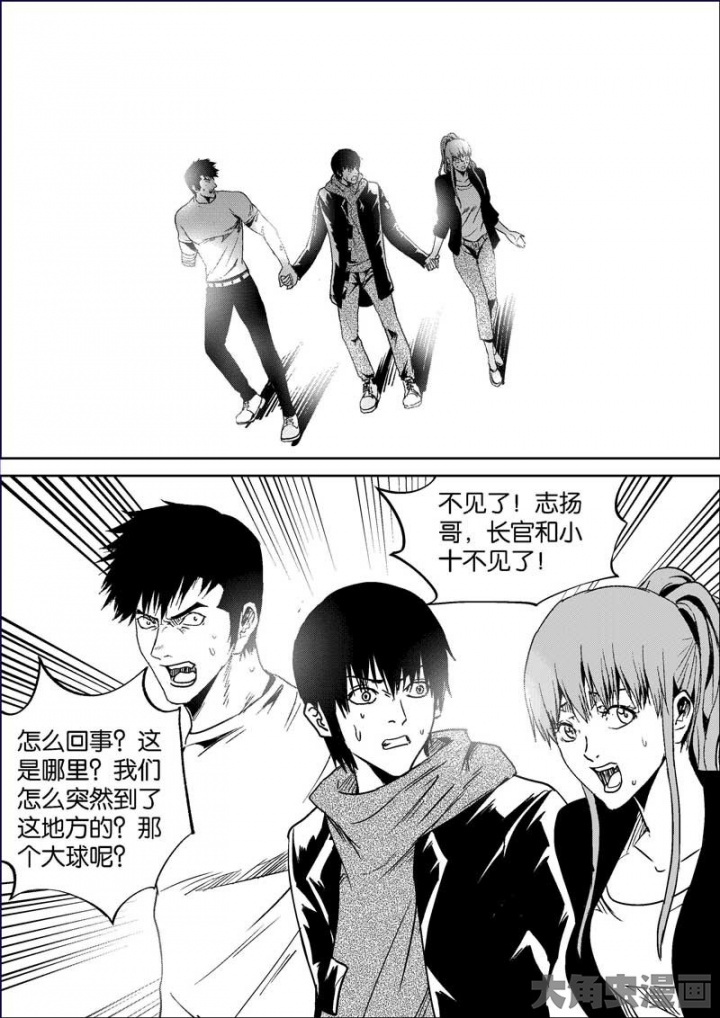 不见了！志扬
哥，长官和小
十不见了！
怎么回事？这
是哪里？我们
怎么突然到了
这地方的？那
个大球呢？
大角虫漫画